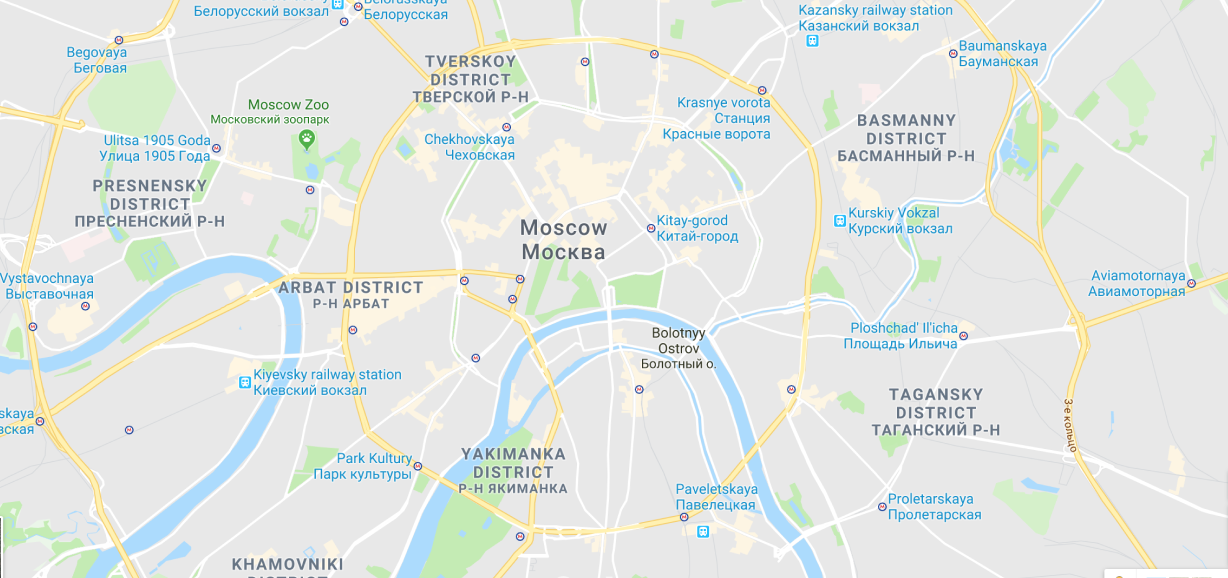 Белорусский вокзал
Belorusskaya
Белорусская
Kazansky railway station
Казанский вокзал
Begovaya
Беговая
Baumanskaya
Бауманская
TVERSKOY
DISTRICT
ТВЕРСКОЙ Р-Н
Moscow Zoo
Московский зоопарк
Krasnye vorota
Станция
Красные ворота
Ulitsa 1905 Goda
Улица 1905 Года
Chekhovskaya
Чеховская
BASMANNY
DISTRICT
БАСМАННЫЙ Р-Н
PRESNENSKY
DISTRICT
ПРЕСНЕНСКИЙ Р-Н
Moscow
Москва
Kitay-gorod
Китай-город
Kurskiy Vokzal
Курский вокзал
Vystavochnaya
Выставочная
ARBAT DISTRICT
Р-Н АРБАТ
Aviamotornaya
Авиамоторная
Bolotnyy
Ostrov
Болотный о.
Ploshchad' Il'icha
Площадь Ильича
Kiyevsky railway station
Киевский вокзал
TAGANSKY
DISTRICT
ТАГАНСКИЙ Р-Н
3-е кольцо
skaya
вская
YAKIMANKA
DISTRICT
Р-Н ЯКИМАНКА
Park Kultury
Парк культуры
Paveletskaya
Павелецкая
Proletarskaya
Пролетарская
KHAMOVNIKI
DISTRICT